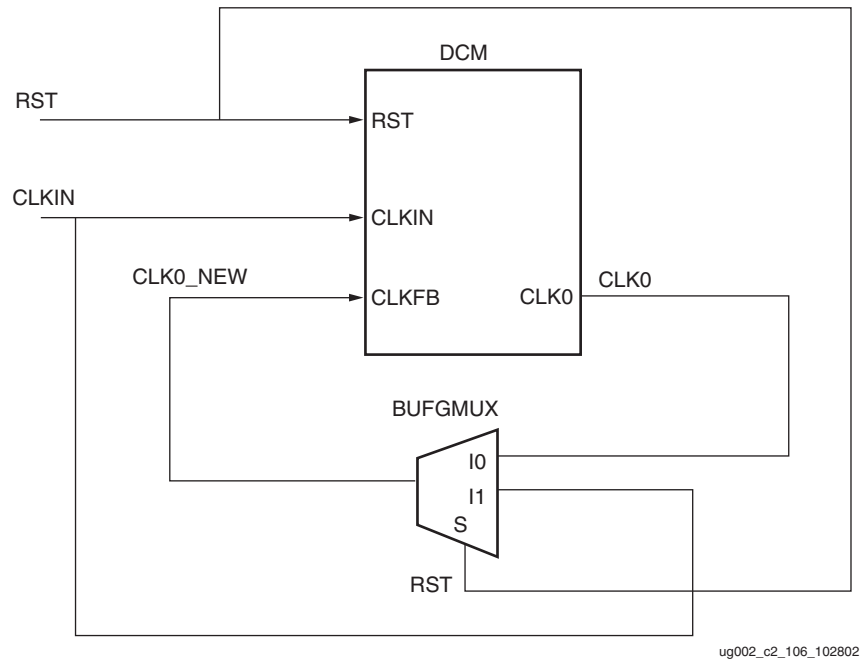 DCM
RST
RST
CLKIN
CLKIN
CLK0_NEW
CLKFB
CLK0
CLK0
BUFGMUX
I0
I1
S
RST
ug002_c2_106_102802